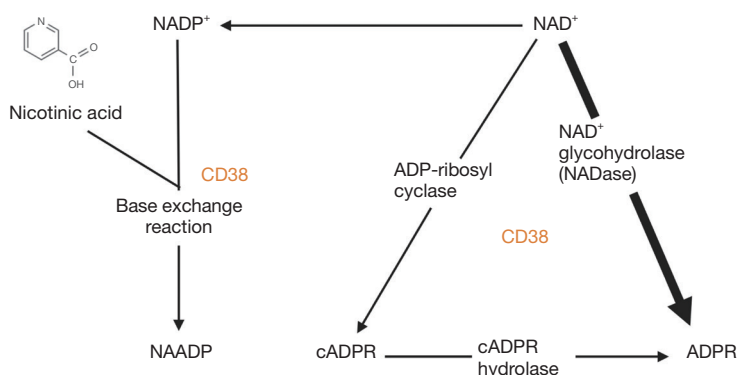 NADP+
NAD+
N
C
O
OH
Nicotinic acid
NAD+
glycohydrolase
(NADase)
ADP-ribosyl
cyclase
CD38
Base exchange
reaction
CD38
NAADP
cADPR
cADPR
hydrolase
ADPR